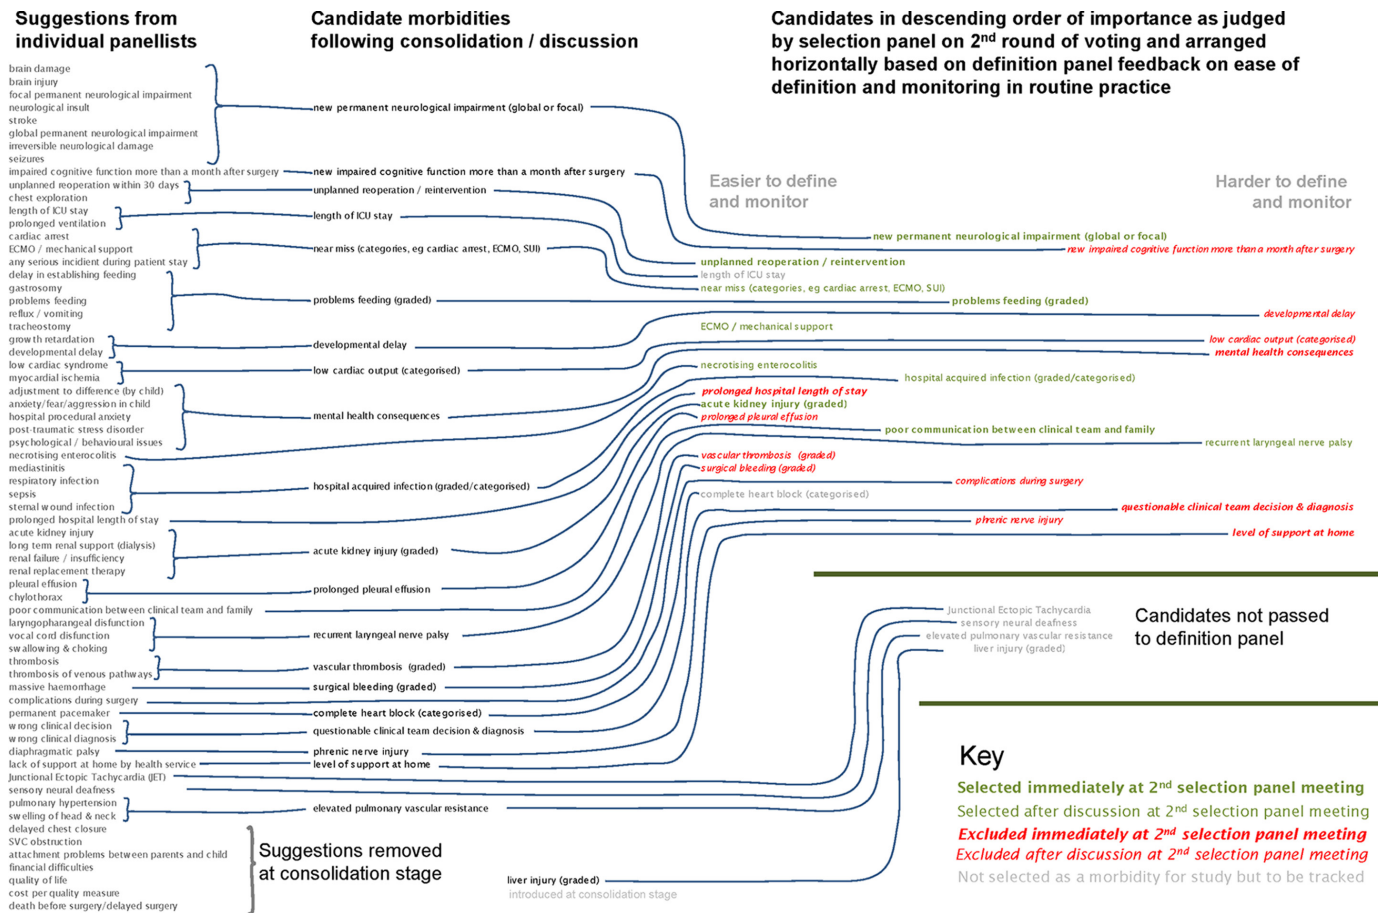 Suggestions from
individual panellists
Candidate morbidities
following consolidation / discussion
Candidates in descending order of importance as judged
by selection panel on 2nd round of voting and arranged
horizontally based on definition panel feedback on ease of
definition and monitoring in routine practice
brain damage
brain injury
focal permanent neurological impairment
neurological insult
stroke
global permanent neurological impairment
irreversible neurological damage
seizures
impaired cognitive function more than a month after surgery
unplanned reoperation within 30 days
chest exploration
length of ICU stay
prolonged ventilation
cardiac arrest
ECMO / mechanical support
any serious incident during patient stay
delay in establishing feeding
gastrosomy
problems feeding
reflux / vomiting
tracheostomy
growth retardation
developmental delay
low cardiac syndrome
myocardial ischemia
adjustment to difference (by child)
anxiety/fear/aggression in child
hospital procedural anxiety
post-traumatic stress disorder
psychological / behavioural issues
necrotising enterocolitis
mediastinitis
respiratory infection
sepsis
sternal wound infection
prolonged hospital length of stay
acute kidney injury
long term renal support (dialysis)
renal failure / insufficiency
renal replacement therapy
pleural effusion
chylothorax
poor communication between clinical team and family
laryngopharangeal disfunction
vocal cord disfunction
swallowing & choking
thrombosis
thrombosis of venous pathways
massive haemorrhage
complications during surgery
permanent pacemaker
wrong clinical decision
wrong clinical diagnosis
diaphragmatic palsy
lack of support at home by health service
Junctional Ectopic Tachycardia (JET)
sensory neural deafness
pulmonary hypertension
swelling of head & neck
delayed chest closure
SVC obstruction
attachment problems between parents and child
financial difficulties
quality of life
cost per quality measure
death before surgery/delayed surgery
Suggestions removed
at consolidation stage
new permanent neurological impairment (global or focal)
new impaired cognitive function more than a month after surgery
unplanned reoperation / reintervention
length of ICU stay
near miss (categories, eg cardiac arrest, ECMO, SUI)
problems feeding (graded)
developmental delay
low cardiac output (categorised)
mental health consequences
hospital acquired infection (graded/categorised)
acute kidney injury (graded)
prolonged pleural effusion
recurrent laryngeal nerve palsy
vascular thrombosis (graded)
surgical bleeding (graded)
complete heart block (categorised)
questionable clinical team decision & diagnosis
phrenic nerve injury
level of support at home
elevated pulmonary vascular resistance
liver injury (graded)
introduced at consolidation stage
Easier to define
and monitor
Harder to define
and monitor
new permanent neurological impairment (global or focal)
new impaired cognitive function more than a month after surgery
unplanned reoperation / reintervention
length of ICU stay
near miss (categories, eg cardiac arrest, ECMO, SUI)
problems feeding (graded)
developmental delay
ECMO / mechanical support
low cardiac output (categorised)
mental health consequences
necrotising enterocolitis
hospital acquired infection (graded/categorised)
prolonged hospital length of stay
acute kidney injury (graded)
prolonged pleural effusion
poor communication between clinical team and family
recurrent laryngeal nerve palsy
vascular thrombosis (graded)
surgical bleeding (graded)
complications during surgery
complete heart block (categorised)
questionable clinical team decision & diagnosis
phrenic nerve injury
level of support at home
Junctional Ectopic Tachycardia
sensory neural deafness
elevated pulmonary vascular resistance
liver injury (graded)
Candidates not passed
to definition panel
Key
Selected immediately at 2nd selection panel meeting
Selected after discussion at 2nd selection panel meeting
Excluded immediately at 2nd selection panel meeting
Excluded after discussion at 2nd selection panel meeting
Not selected as a morbidity for study but to be tracked